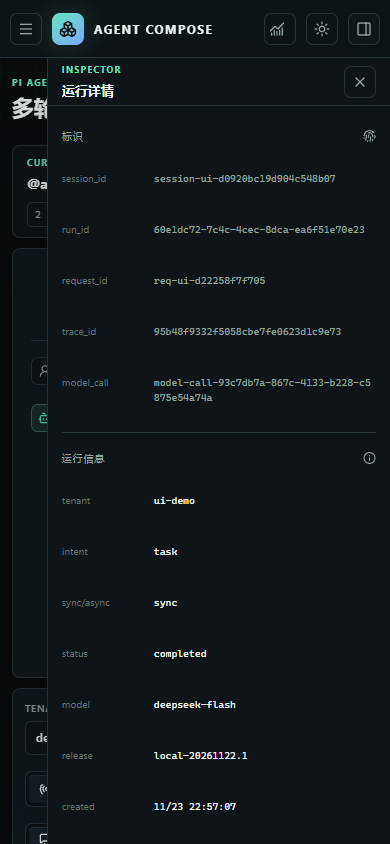 AGENT COMPOSE
INSPECTOR
运行详情
PI AGE
多轮
CUR
@a
2
TENA
de
标识
session_id session-ui-d0920bc19d904c548b07
run_id 60e1dc72-7c4c-4cec-8dca-ea6f51e70e23
request_id req-ui-d22258f7f705
trace_id 95b48f9332f5058cbe7fe0623d1c9e73
model_call model-call-93c7db7a-867c-4133-b228-c5
875e54a74a
运行信息
tenant ui-demo
intent task
sync/async sync
status completed
model deepseek-flash
release local-20261122.1
created 11/23 22:57:07